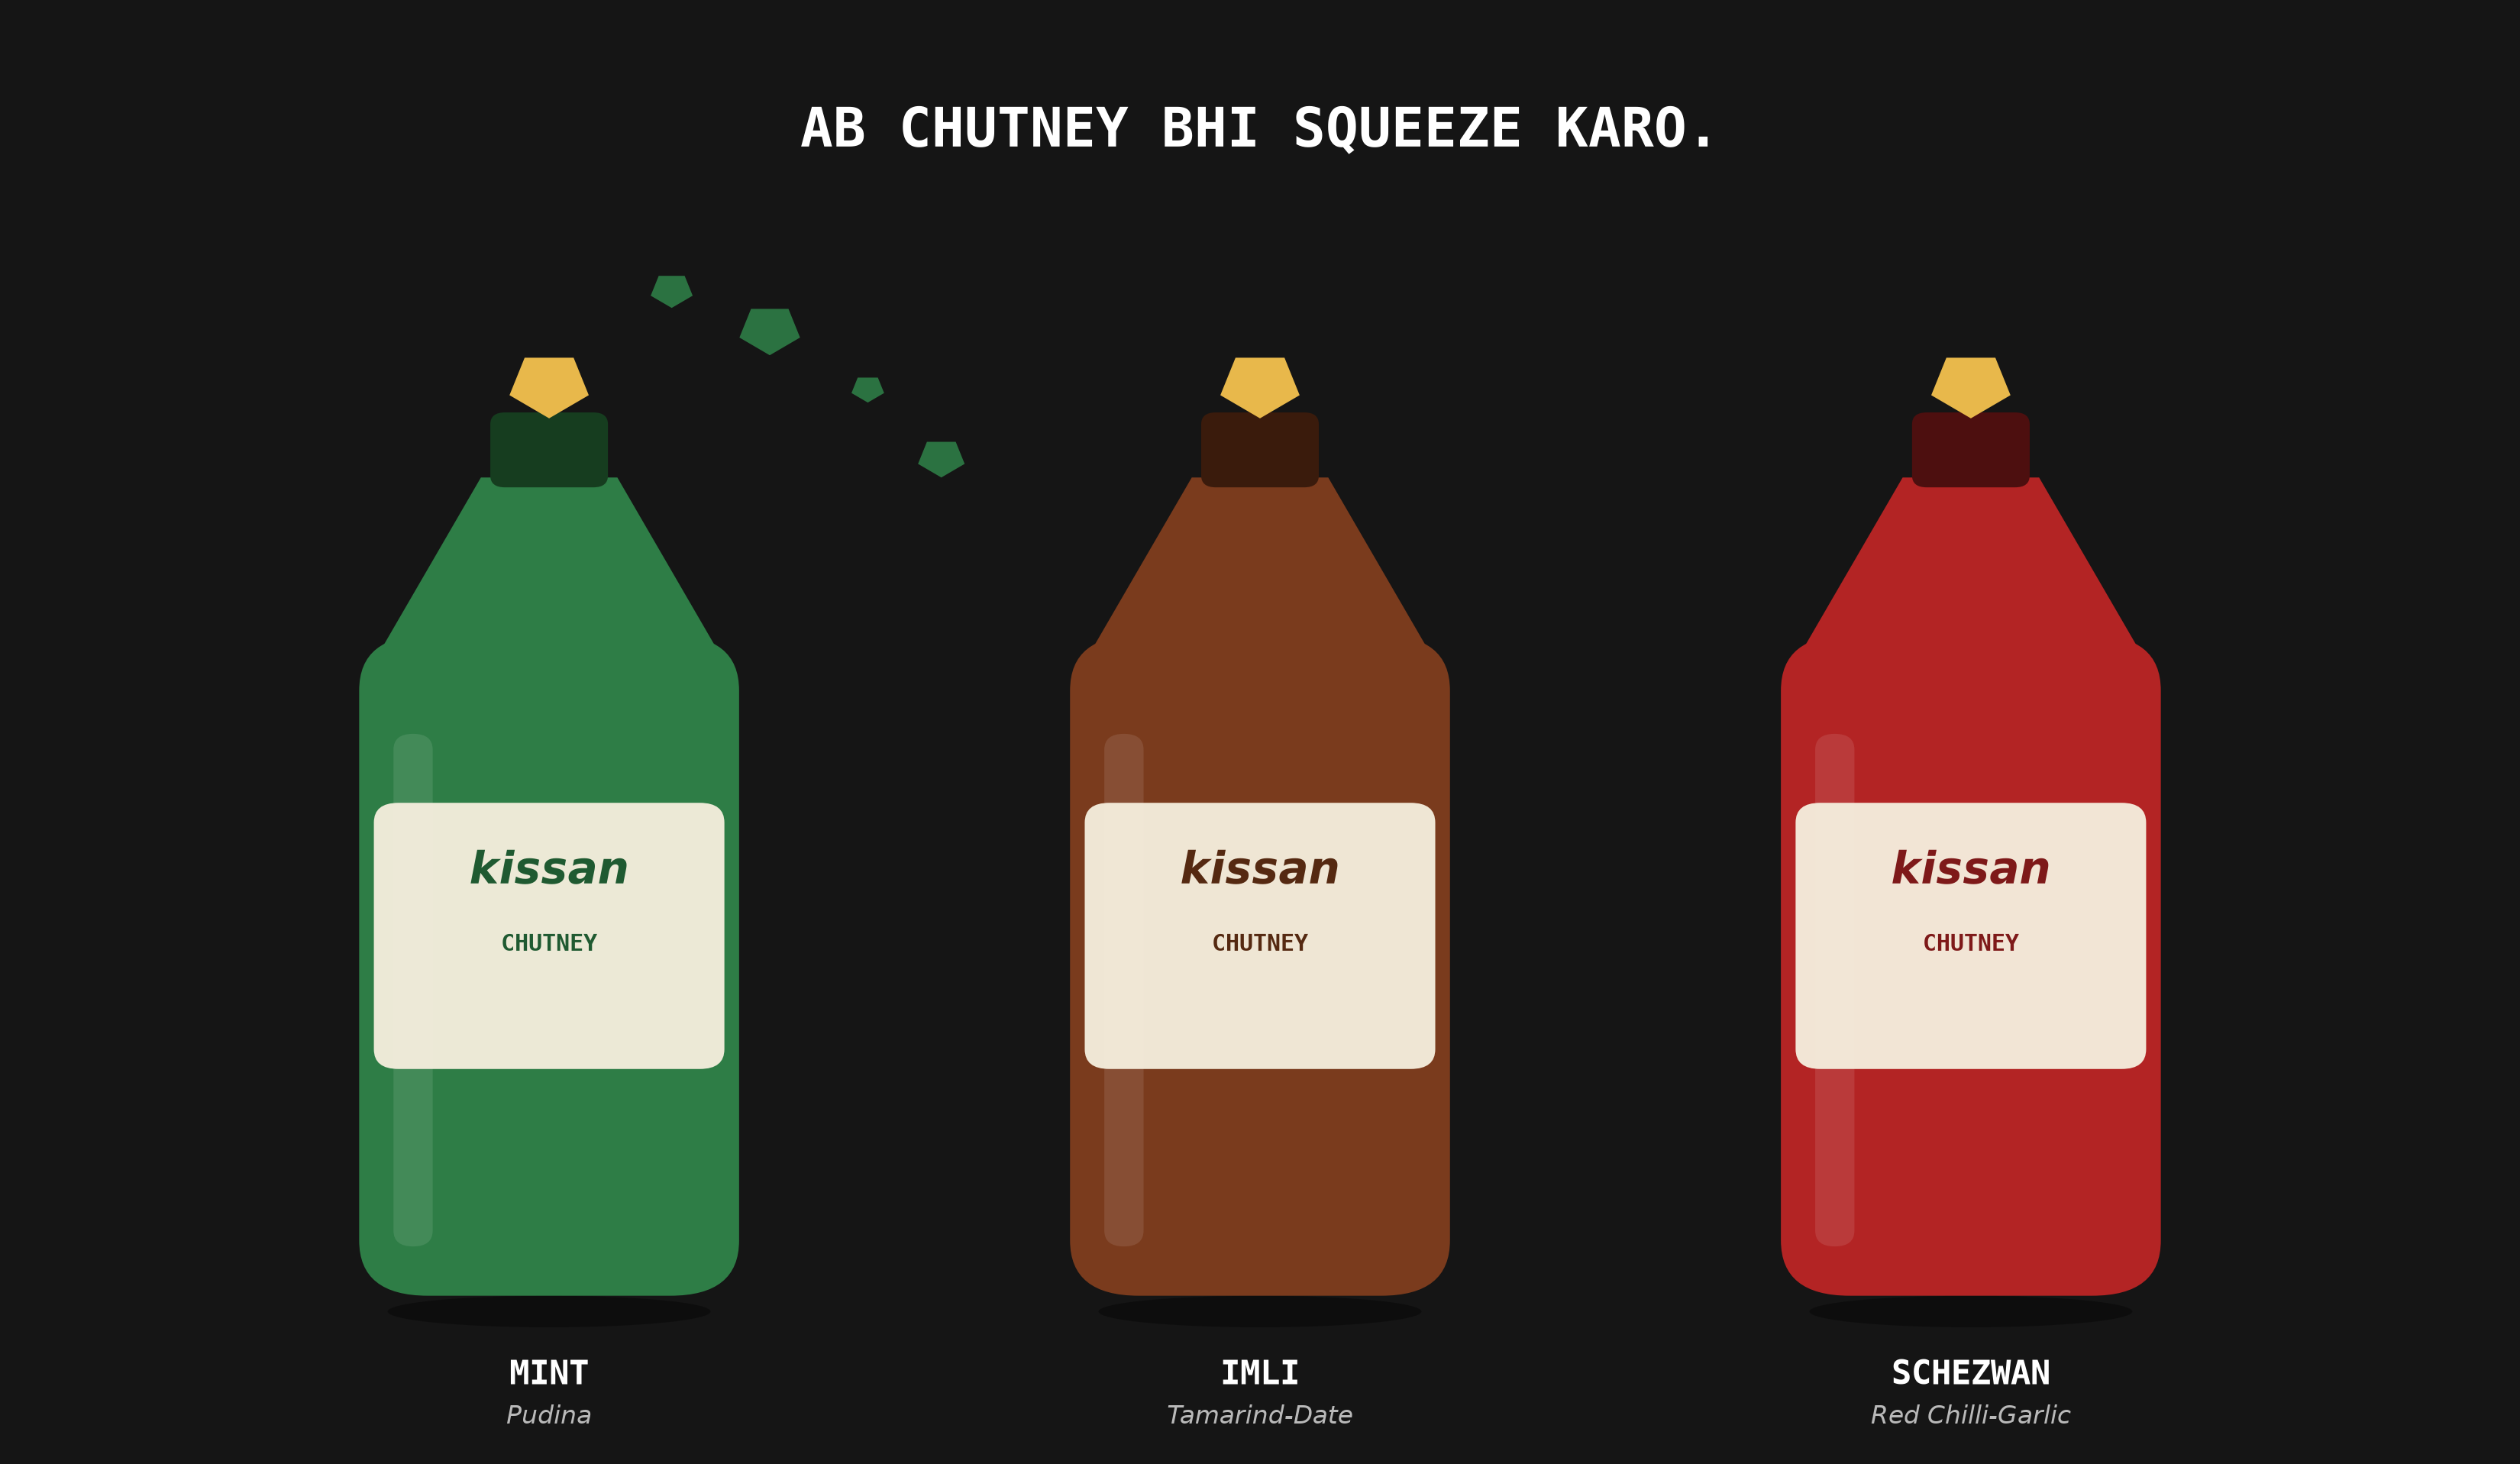 AB CHUTNEY BHI SQUEEZE KARO.
kissan
CHUTNEY
kissan
CHUTNEY
kissan
CHUTNEY
MINT
Pudina
IMLI
Tamarind-Date
SCHEZWAN
Red Chilli-Garlic